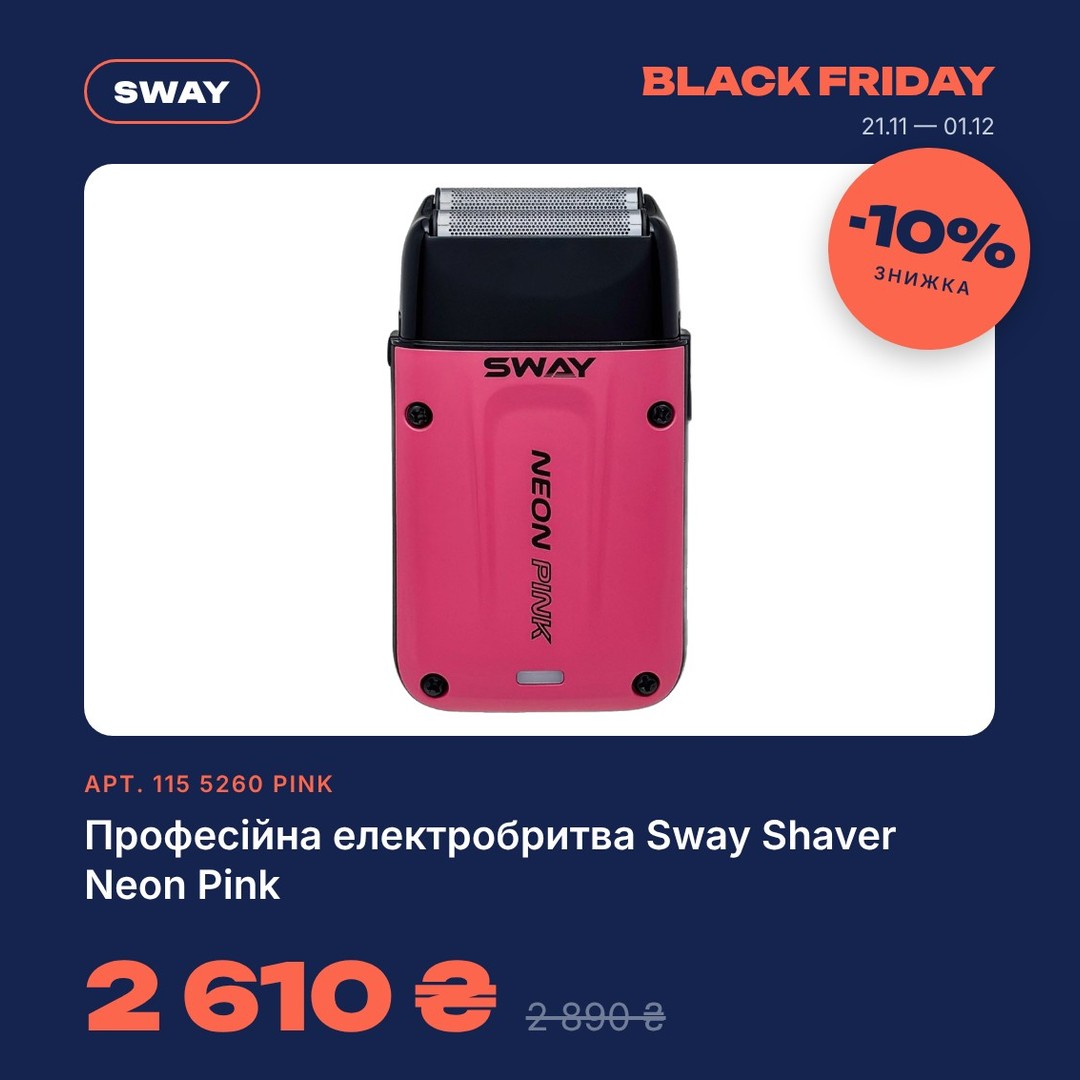 SWAY
BLACK FRIDAY
21.11 — 01.12
-10%
ЗНИЖКА
SWAY
NEON PINK
АРТ. 115 5260 PINK
Професійна електробритва Sway Shaver
Neon Pink
2 610 ₴
2 890 ₴